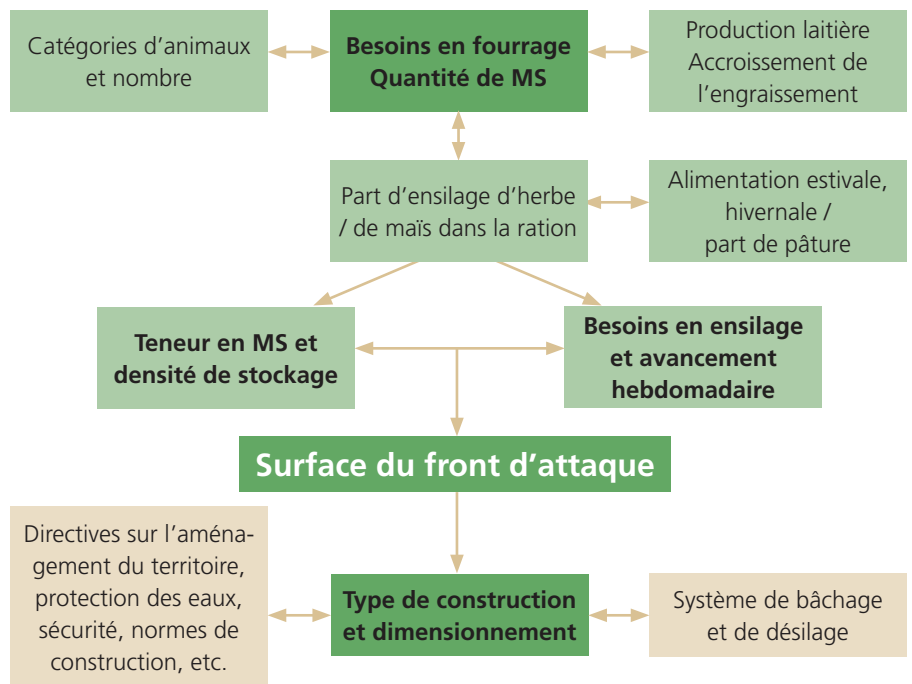 Catégories d'animaux
et nombre
Besoins en fourrage
Quantité de MS
Production laitière
Accroissement de
l'engraissement
Part d'ensilage d'herbe
/ de maïs dans la ration
Alimentation estivale,
hivernale /
part de pâture
Teneur en MS et
densité de stockage
Besoins en ensilage
et avancement
hebdomadaire
Surface du front d'attaque
Directives sur l'aména-
gement du territoire,
protection des eaux,
sécurité, normes de
construction, etc.
Type de construction
et dimensionnement
Système de bâchage
et de désilage